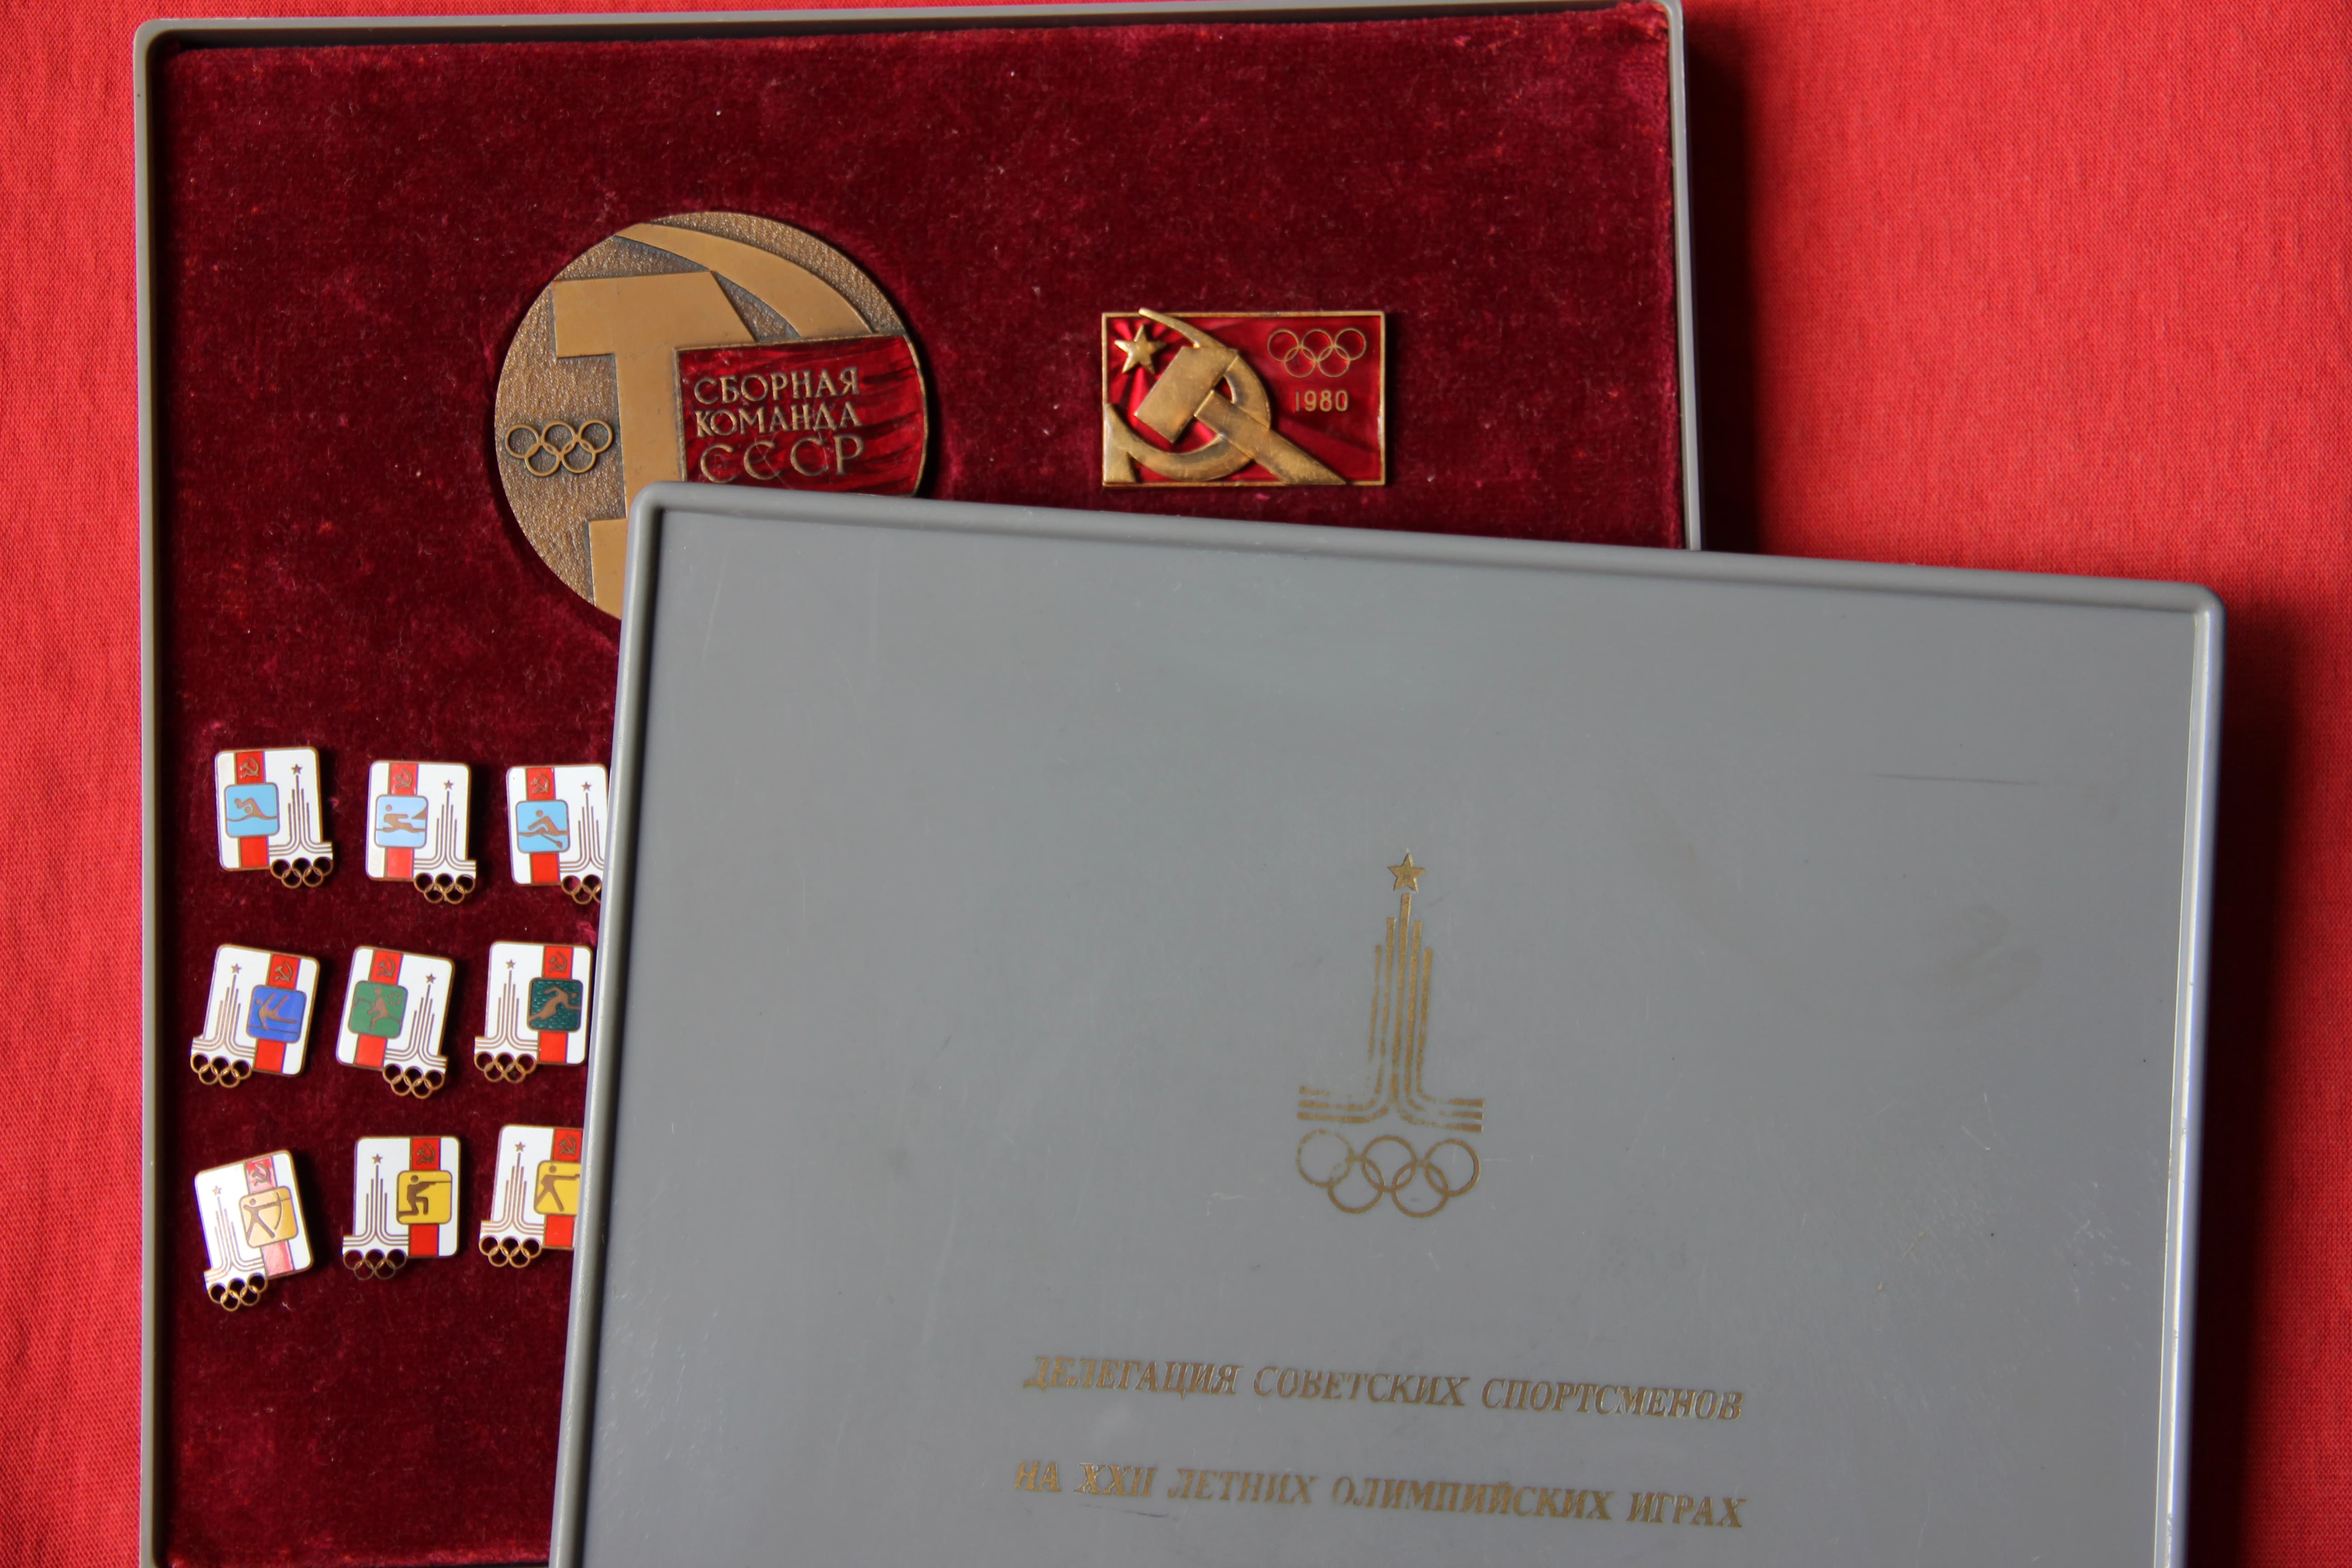 СБОРНАЯ
КОМАНДА
СССР
1980
ДЕЛЕГАЦИЯ СОВЕТСКИХ СПОРТСМЕНОВ
НА XXII ЛЕТНИХ ОЛИМПИЙСКИХ ИГРАХ